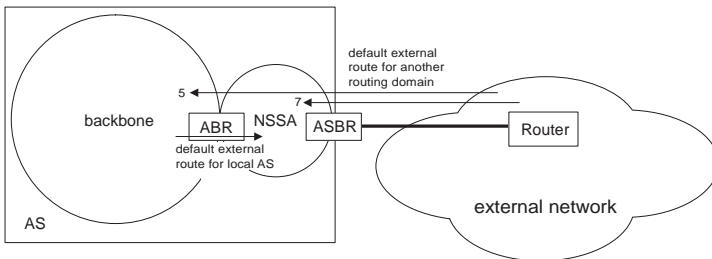 default external
route for another
routing domain
5
7
backbone
ABR
NSSA
ASBR
Router
default external
route for local AS
external network
AS